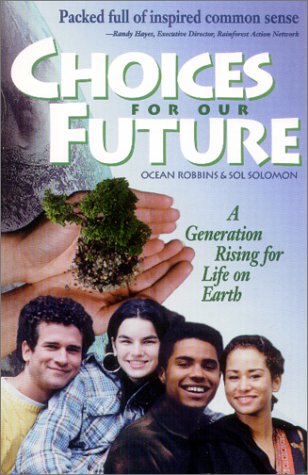 Packed full of inspired common sense
—Randy Hayes, Executive Director, Rainforest Action Network
CHOICES
FOR OUR
FUTURE
OCEAN ROBBINS & SOL SOLOMON
A
Generation
Rising for
Life on
Earth